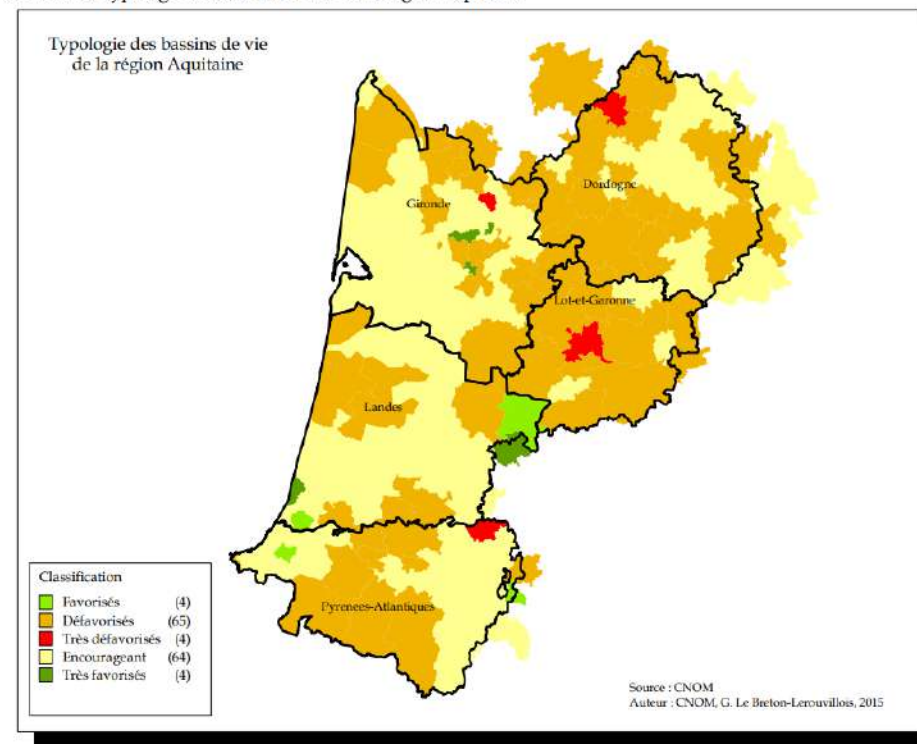 Typologie des bassins de vie
de la région Aquitaine
Dordogne
Gironde
Lot-et-Garonne
Landes
Pyrenees-Atlantiques
Classification
Favorisés (4)
Défavorisés (65)
Très défavorisés (4)
Encourageant (64)
Très favorisés (4)
Source : CNOM
Auteur : CNOM, G. Le Breton-Lerouvillois, 2015